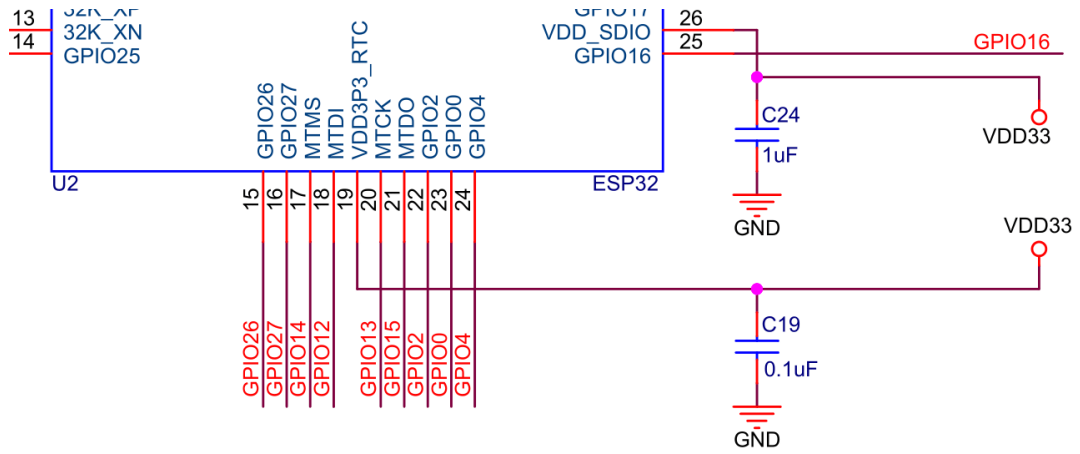 13
32K_XP
GPIO17
26
32K_XN
VDD_SDIO
14
25
GPIO25
GPIO16
GPIO16
GPIO26
GPIO27
MTMS
MTDI
VDD3P3_RTC
MTCK
MTDO
GPIO2
GPIO0
GPIO4
C24
1uF
VDD33
U2
ESP32
15
16
17
18
19
20
21
22
23
24
GND
VDD33
GPIO26
GPIO27
GPIO14
GPIO12
GPIO13
GPIO15
GPIO2
GPIO0
GPIO4
C19
0.1uF
GND